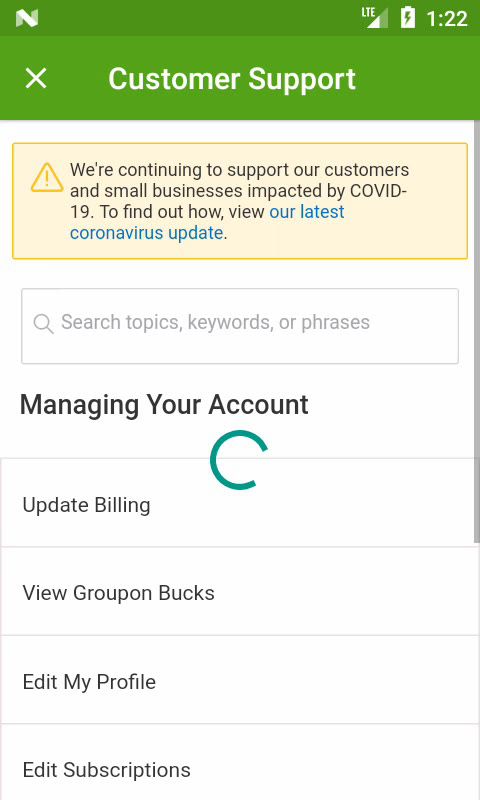 LTE 1:22
Customer Support
We're continuing to support our customers
and small businesses impacted by COVID-
19. To find out how, view our latest
coronavirus update.
Search topics, keywords, or phrases
Managing Your Account
Update Billing
View Groupon Bucks
Edit My Profile
Edit Subscriptions